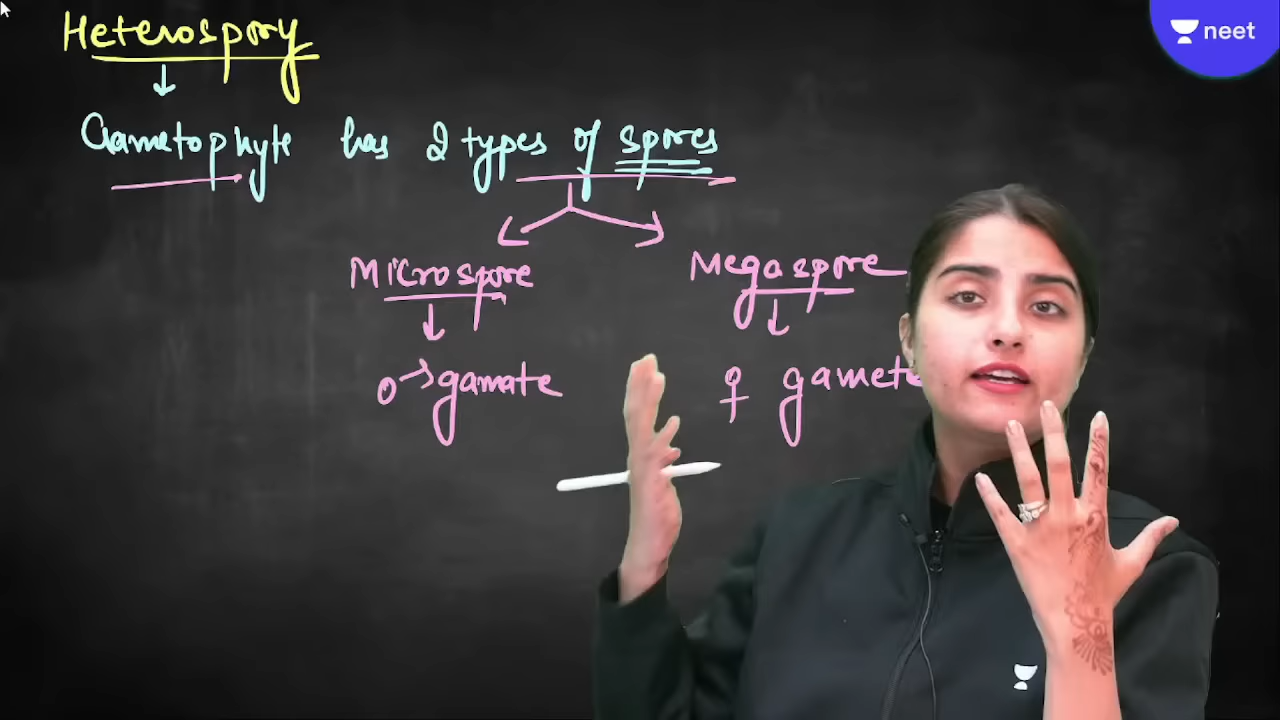 Heterospory
neet
↓
Gametophyte has 2 types of spores
Microspore Megaspore
↓ ↓
♂ gamate ♀ gamete